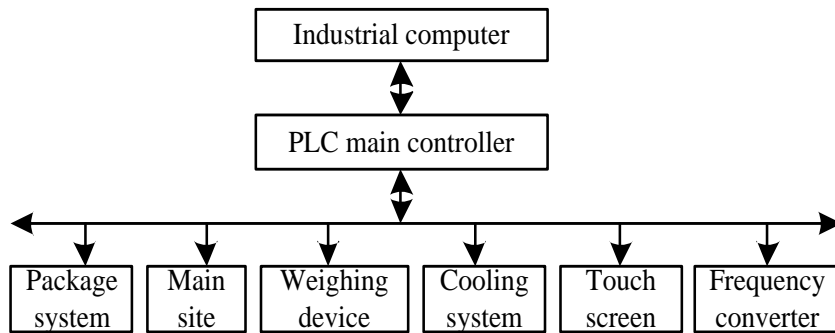 Industrial computer
PLC main controller
Package
system
Main
site
Weighing
device
Cooling
system
Touch
screen
Frequency
converter